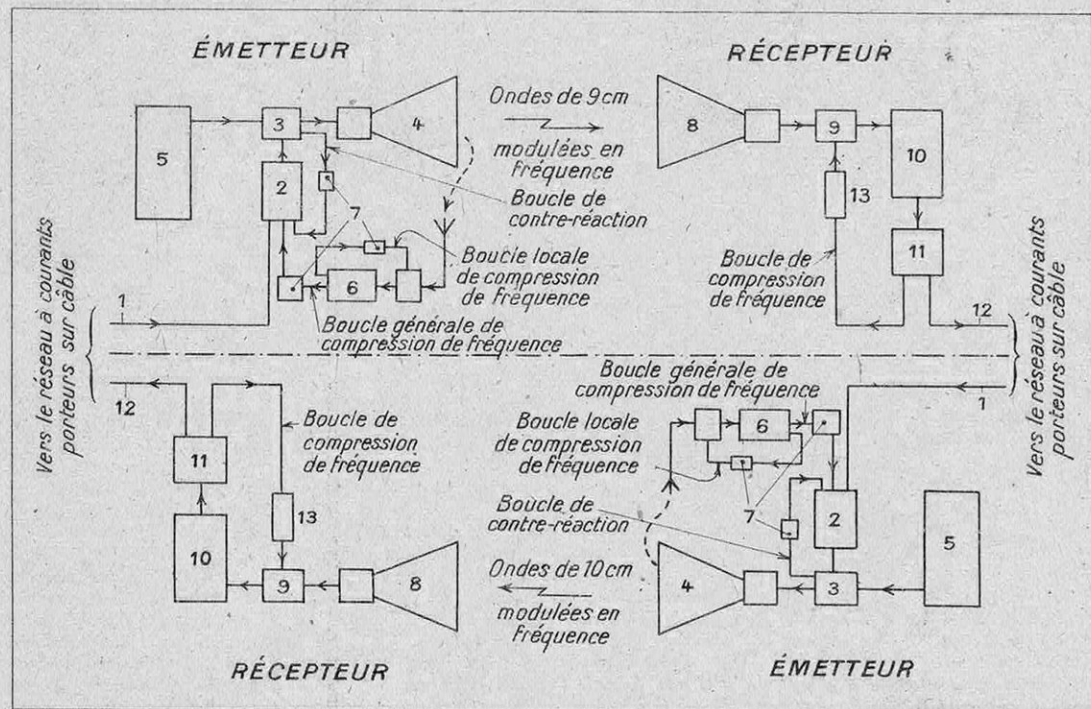 ÉMETTEUR
RÉCEPTEUR
5
3
4
2
7
6
Ondes de 9 cm
modulées en
fréquence
Boucle de
contre-réaction
Boucle locale
de compression
de fréquence
Boucle générale de
compression de fréquence
8
9
10
13
11
Boucle de
compression
de fréquence
1
12
Vers le réseau à courants
porteurs sur câble
12
1
Vers le réseau à courants
porteurs sur câble
11
10
13
9
8
Boucle de
compression
de fréquence
Boucle générale de
compression de fréquence
Boucle locale
de compression
de fréquence
6
7
2
5
Boucle de
contre-réaction
4
3
Ondes de 10 cm
modulées en
fréquence
RÉCEPTEUR
ÉMETTEUR